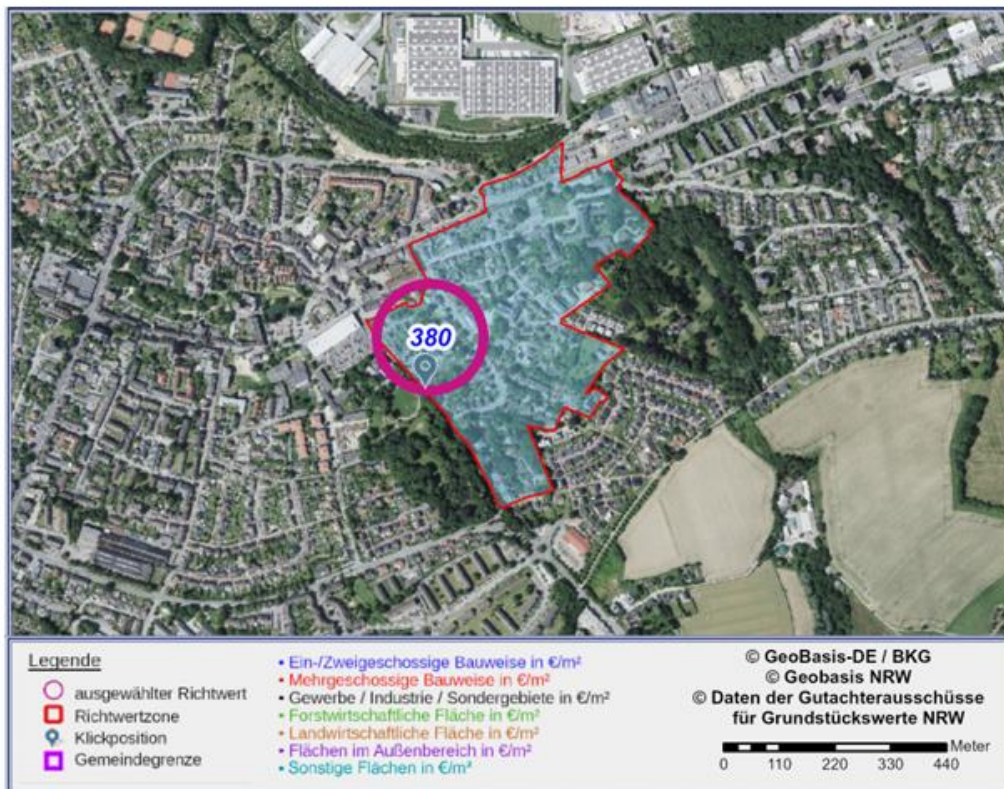 380
Legende
ausgewählter Richtwert
Richtwertzone
Klickposition
Gemeindegrenze
• Ein-/Zweigeschossige Bauweise in €/m²
• Mehrgeschossige Bauweise in €/m²
• Gewerbe / Industrie / Sondergebiete in €/m²
• Forstwirtschaftliche Fläche in €/m²
• Landwirtschaftliche Fläche in €/m²
• Flächen im Außenbereich in €/m²
• Sonstige Flächen in €/m²
© GeoBasis-DE / BKG
© Geobasis NRW
© Daten der Gutachterausschüsse
für Grundstückswerte NRW
Meter
0 110 220 330 440